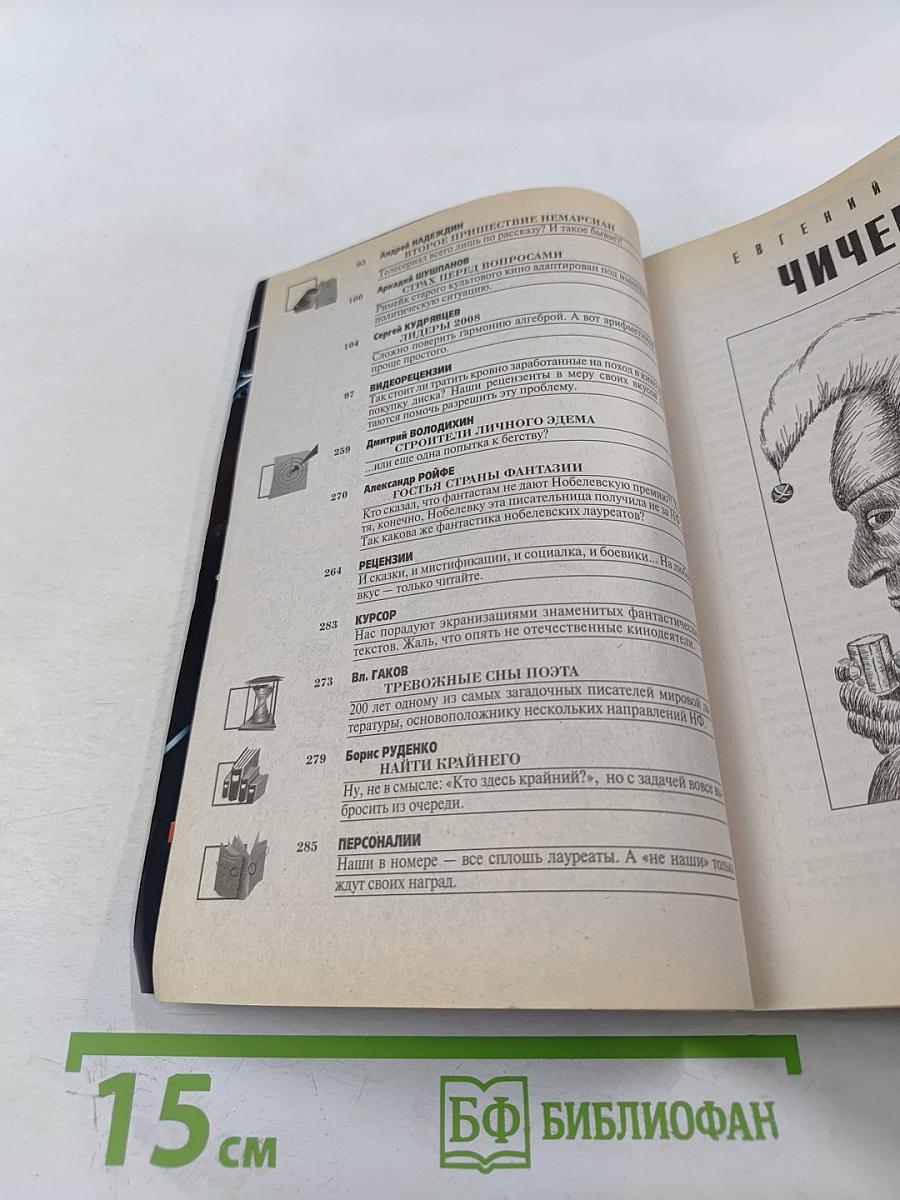 93 Андрей НАДЕЖДИН
ВТОРОЕ ПРИШЕСТВИЕ НЕМАРСИАН
Телесериал всего лишь по рассказу? И такое бывает!
100 Аркадий ШУШПАНОВ
СТРАХ ПЕРЕД ВОПРОСАМИ
Римейк старого культового кино адаптирован под
политическую ситуацию.
104 Сергей КУДРЯВЦЕВ
ЛИДЕРЫ 2008
Сложно поверить гармонию алгеброй. А вот
проще простого.
97 ВИДЕОРЕЦЕНЗИИ
Так стоит ли тратить кровно заработанные на поход в кино
покупку диска? Наши рецензенты в меру своих вкусов
таются помочь разрешить эту проблему.
259 Дмитрий ВОЛОДИХИН
СТРОИТЕЛИ ЛИЧНОГО ЭДЕМА
...или еще одна попытка к бегству?
270 Александр РОЙФЕ
ГОСТЬЯ СТРАНЫ ФАНТАЗИИ
Кто сказал, что фантастам не дают Нобелевскую премию?
тя, конечно, Нобелевку эта писательница получила не за НФ
Так какова же фантастика нобелевских лауреатов?
264 РЕЦЕНЗИИ
И сказки, и мистификации, и социалка, и боевики... На
вкус — только читайте.
283 КУРСОР
Нас порадуют экранизациями знаменитых
текстов. Жаль, что опять не отечественные кинодеятели.
273 Вл. ГАКОВ
ТРЕВОЖНЫЕ СНЫ ПОЭТА
200 лет одному из самых загадочных писателей мировой ли
тературы, основоположнику нескольких направлений НФ
279 Борис РУДЕНКО
НАЙТИ КРАЙНЕГО
Ну, не в смысле: «Кто здесь крайний?», но с задачей вовсе вы
бросить из очереди.
285 ПЕРСОНАЛИИ
Наши в номере — все сплошь лауреаты. А «не наши» только
ждут своих наград.
ЕВГЕНИЙ
ЧИЧЕР
15 см
БФ БИБЛИОФАН